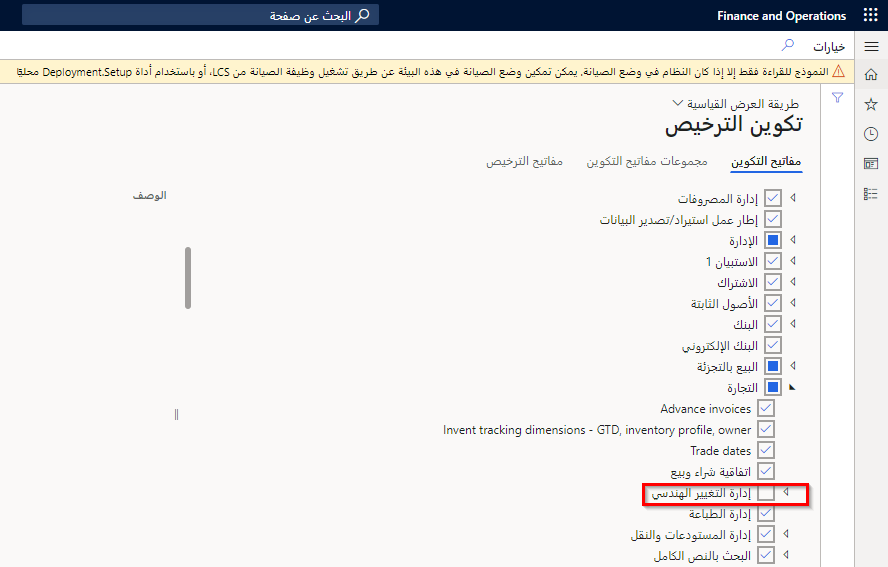 Finance and Operations
البحث عن صفحة
خيارات
النموذج للقراءة فقط إلا إذا كان النظام في وضع الصيانة. يمكن تمكين وضع الصيانة في هذه البيئة عن طريق تشغيل وظيفة الصيانة من LCS، أو باستخدام أداة Deployment.Setup محليًا
طريقة العرض القياسية
تكوين الترخيص
مفاتيح التكوين
مجموعات مفاتيح التكوين
مفاتيح الترخيص
الوصف
إدارة المصروفات
إطار عمل استيراد/تصدير البيانات
الإدارة
الاستبيان 1
الاشتراك
الأصول الثابتة
البنك
البنك الإلكتروني
البيع بالتجزئة
التجارة
Advance invoices
Invent tracking dimensions - GTD, inventory profile, owner
Trade dates
اتفاقية شراء وبيع
إدارة التغيير الهندسي
إدارة الطباعة
إدارة المستودعات والنقل
البحث بالنص الكامل